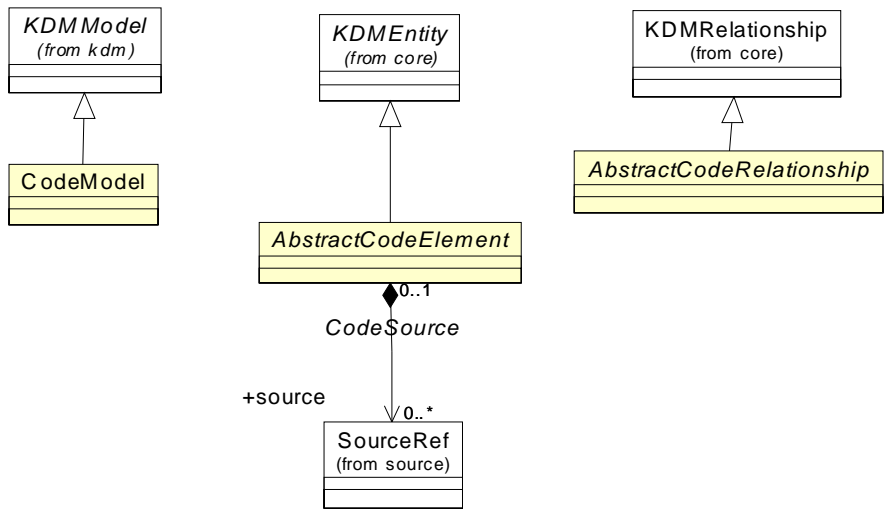 KDMModel
(from kdm)
KDMEntity
(from core)
KDMRelationship
(from core)
CodeModel
AbstractCodeRelationship
AbstractCodeElement
0..1
CodeSource
+source
0..*
SourceRef
(from source)